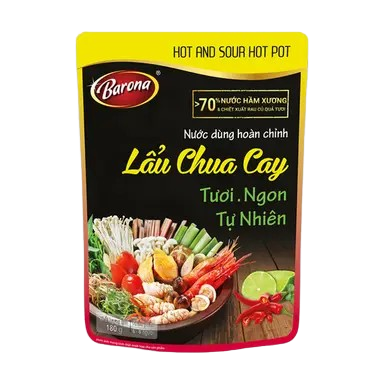 HOT AND SOUR HOT POT
Barona
>70% NƯỚC HẦM XƯƠNG
& CHIẾT XUẤT RAU CỦ QUẢ TƯƠI
Nước dùng hoàn chỉnh
Lẩu Chua Cay
Tươi.Ngon
Tự Nhiên
180 g